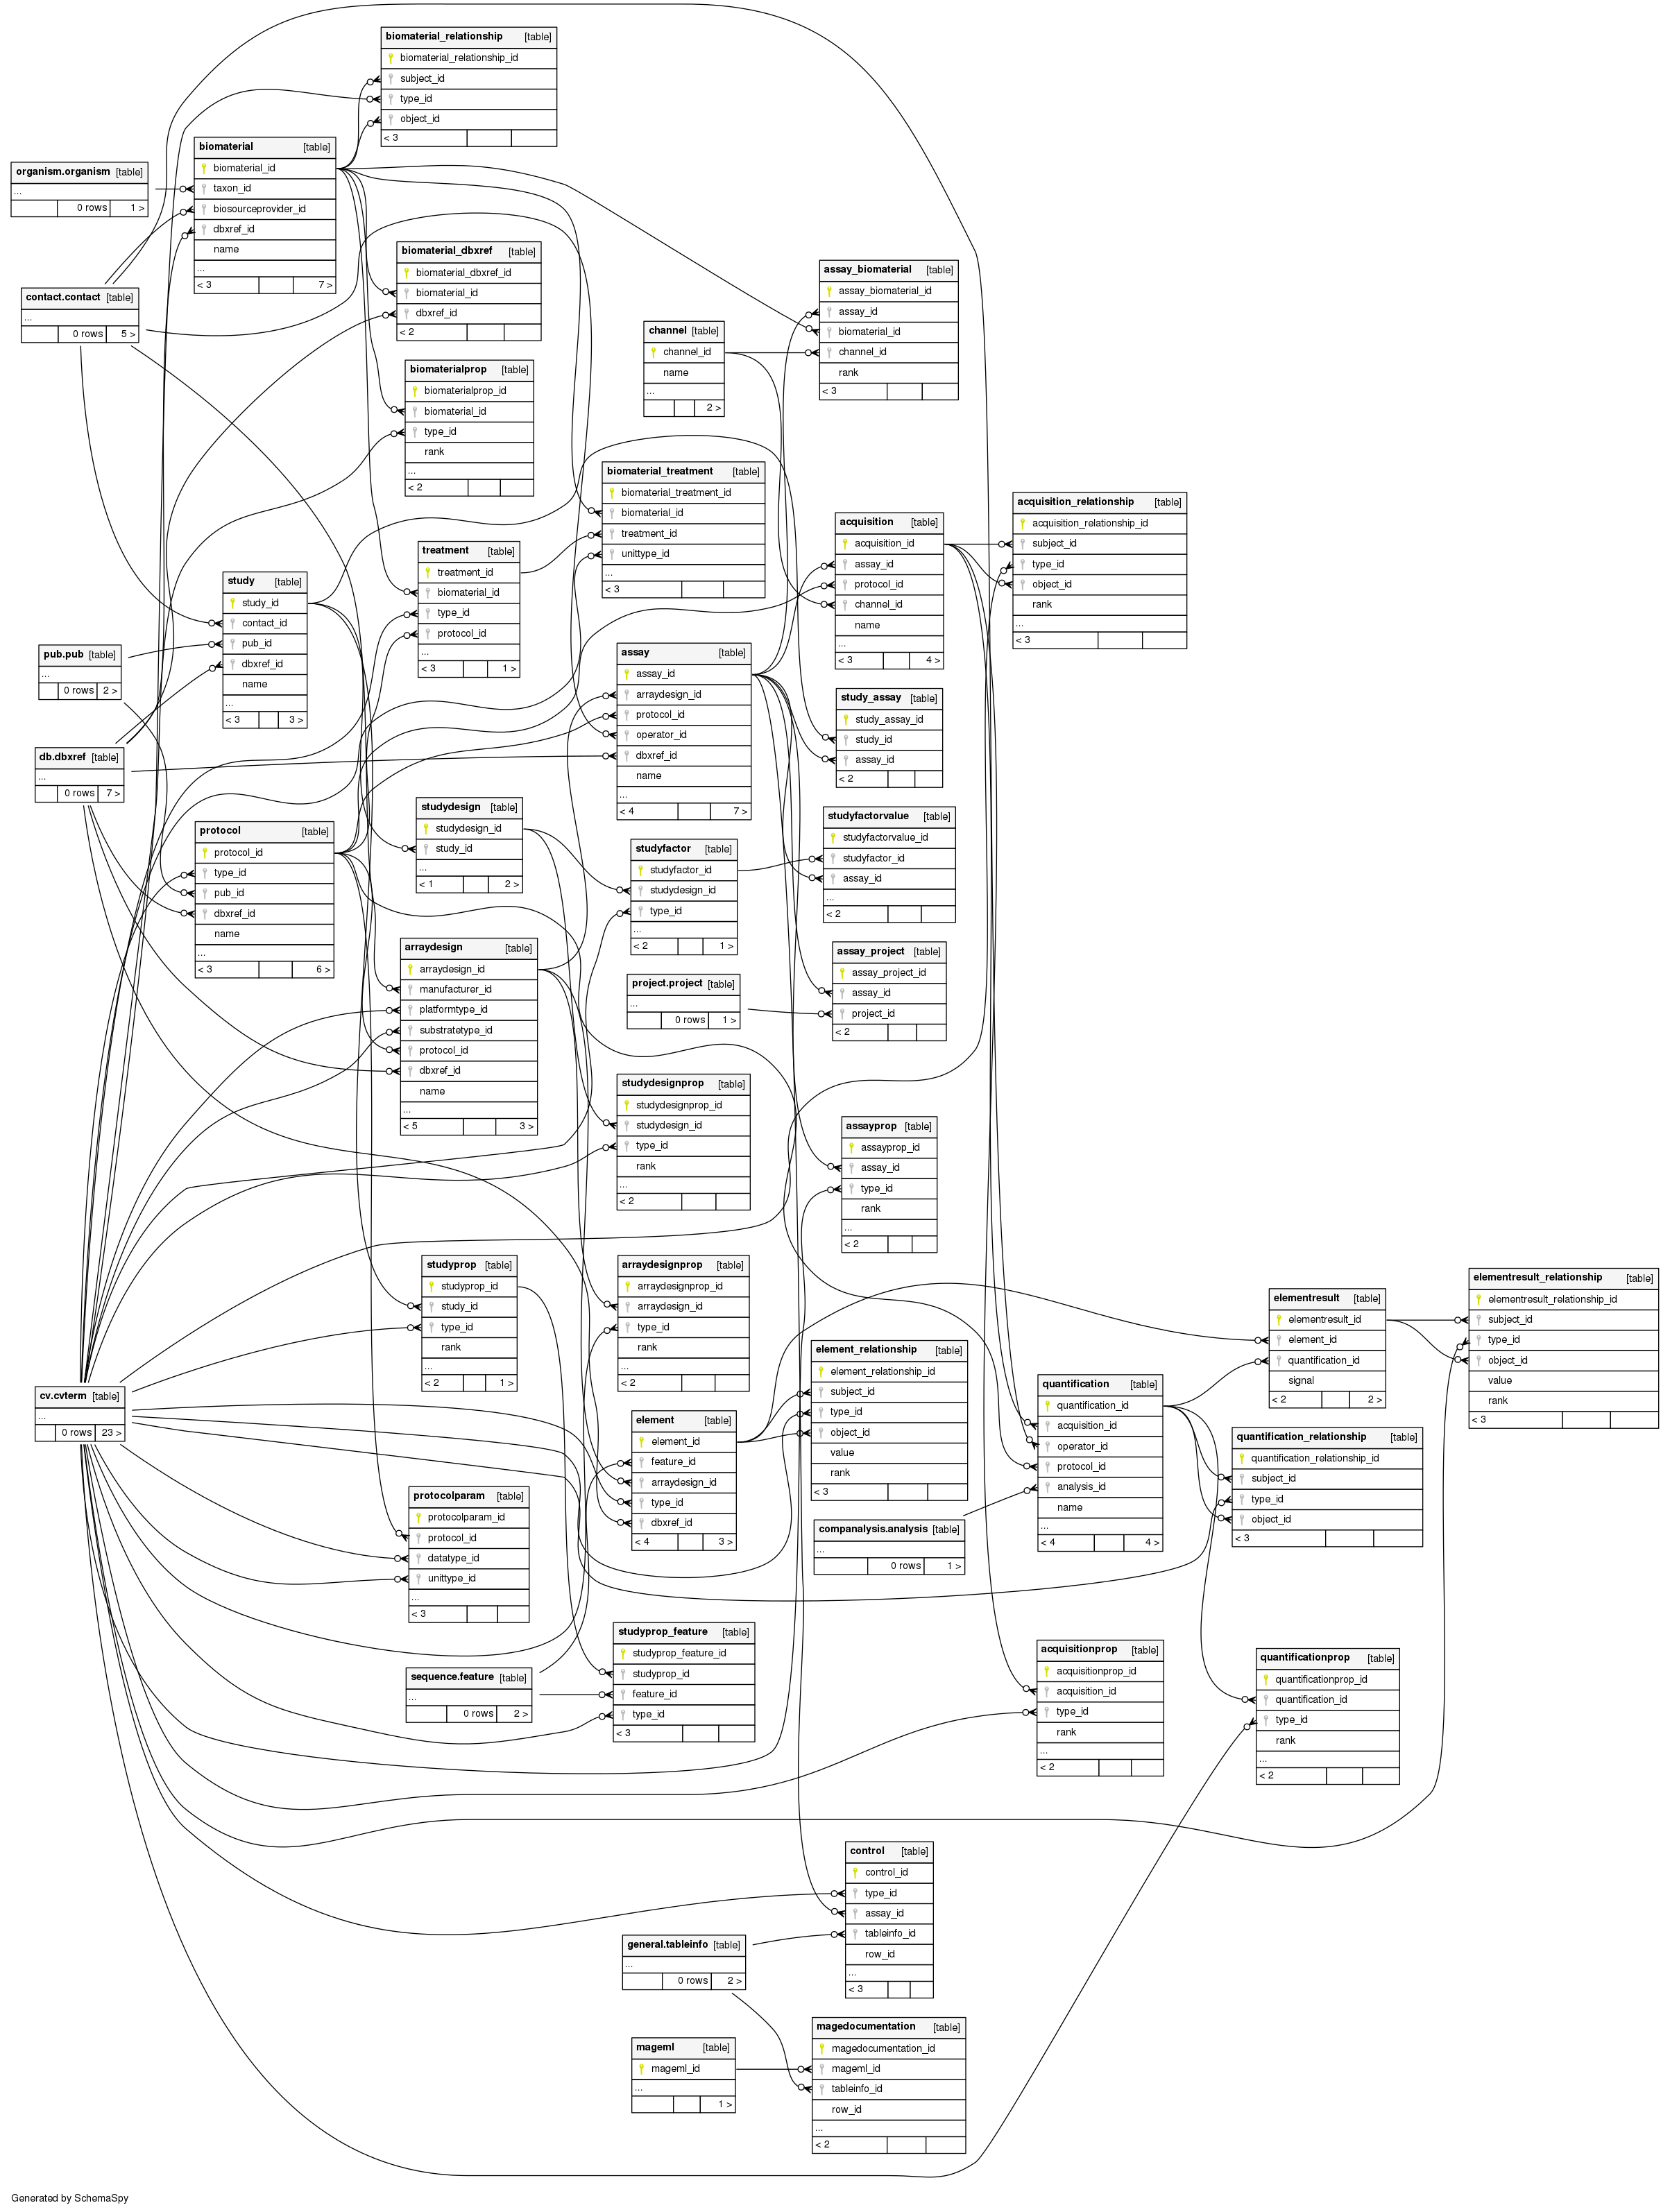 biomaterial_relationship [table]
biomaterial_relationship_id
subject_id
type_id
object_id
< 3
biomaterial [table]
biomaterial_id
taxon_id
biosourceprovider_id
dbxref_id
name
...
< 3 7 >
organism.organism [table]
...
0 rows 1 >
contact.contact [table]
...
0 rows 5 >
biomaterial_dbxref [table]
biomaterial_dbxref_id
biomaterial_id
dbxref_id
< 2
assay_biomaterial [table]
assay_biomaterial_id
assay_id
biomaterial_id
channel_id
rank
< 3
channel [table]
channel_id
name
...
2 >
biomaterialprop [table]
biomaterialprop_id
biomaterial_id
type_id
rank
...
< 2
biomaterial_treatment [table]
biomaterial_treatment_id
biomaterial_id
treatment_id
unittype_id
...
< 3
acquisition_relationship [table]
acquisition_relationship_id
subject_id
type_id
object_id
rank
...
< 3
acquisition [table]
acquisition_id
assay_id
protocol_id
channel_id
name
...
< 3 4 >
treatment [table]
treatment_id
biomaterial_id
type_id
protocol_id
...
< 3 1 >
study [table]
study_id
contact_id
pub_id
dbxref_id
name
...
< 3 3 >
pub.pub [table]
...
0 rows 2 >
assay [table]
assay_id
arraydesign_id
protocol_id
operator_id
dbxref_id
name
...
< 4 7 >
study_assay [table]
study_assay_id
study_id
assay_id
< 2
db.dbxref [table]
...
0 rows 7 >
studydesign [table]
studydesign_id
study_id
...
< 1 2 >
studyfactorvalue [table]
studyfactorvalue_id
studyfactor_id
assay_id
...
< 2
protocol [table]
protocol_id
type_id
pub_id
dbxref_id
name
...
< 3 6 >
studyfactor [table]
studyfactor_id
studydesign_id
type_id
...
< 2 1 >
arraydesign [table]
arraydesign_id
manufacturer_id
platformtype_id
substratetype_id
protocol_id
dbxref_id
name
...
< 5 3 >
assay_project [table]
assay_project_id
assay_id
project_id
< 2
project.project [table]
...
0 rows 1 >
studydesignprop [table]
studydesignprop_id
studydesign_id
type_id
rank
...
< 2
assayprop [table]
assayprop_id
assay_id
type_id
rank
...
< 2
studyprop [table]
studyprop_id
study_id
type_id
rank
...
< 2 1 >
arraydesignprop [table]
arraydesignprop_id
arraydesign_id
type_id
rank
...
< 2
elementresult [table]
elementresult_id
element_id
quantification_id
signal
< 2 2 >
elementresult_relationship [table]
elementresult_relationship_id
subject_id
type_id
object_id
value
rank
< 3
element_relationship [table]
element_relationship_id
subject_id
type_id
object_id
value
rank
< 3
quantification [table]
quantification_id
acquisition_id
operator_id
protocol_id
analysis_id
name
...
< 4 4 >
cv.cvterm [table]
...
0 rows 23 >
element [table]
element_id
feature_id
arraydesign_id
type_id
dbxref_id
< 4 3 >
quantification_relationship [table]
quantification_relationship_id
subject_id
type_id
object_id
< 3
protocolparam [table]
protocolparam_id
protocol_id
datatype_id
unittype_id
...
< 3
companalysis.analysis [table]
...
0 rows 1 >
studyprop_feature [table]
studyprop_feature_id
studyprop_id
feature_id
type_id
< 3
sequence.feature [table]
...
0 rows 2 >
acquisitionprop [table]
acquisitionprop_id
acquisition_id
type_id
rank
...
< 2
quantificationprop [table]
quantificationprop_id
quantification_id
type_id
rank
...
< 2
control [table]
control_id
type_id
assay_id
tableinfo_id
row_id
...
< 3
general.tableinfo [table]
...
0 rows 2 >
magedocumentation [table]
magedocumentation_id
mageml_id
tableinfo_id
row_id
...
< 2
mageml [table]
mageml_id
...
1 >
Generated by SchemaSpy